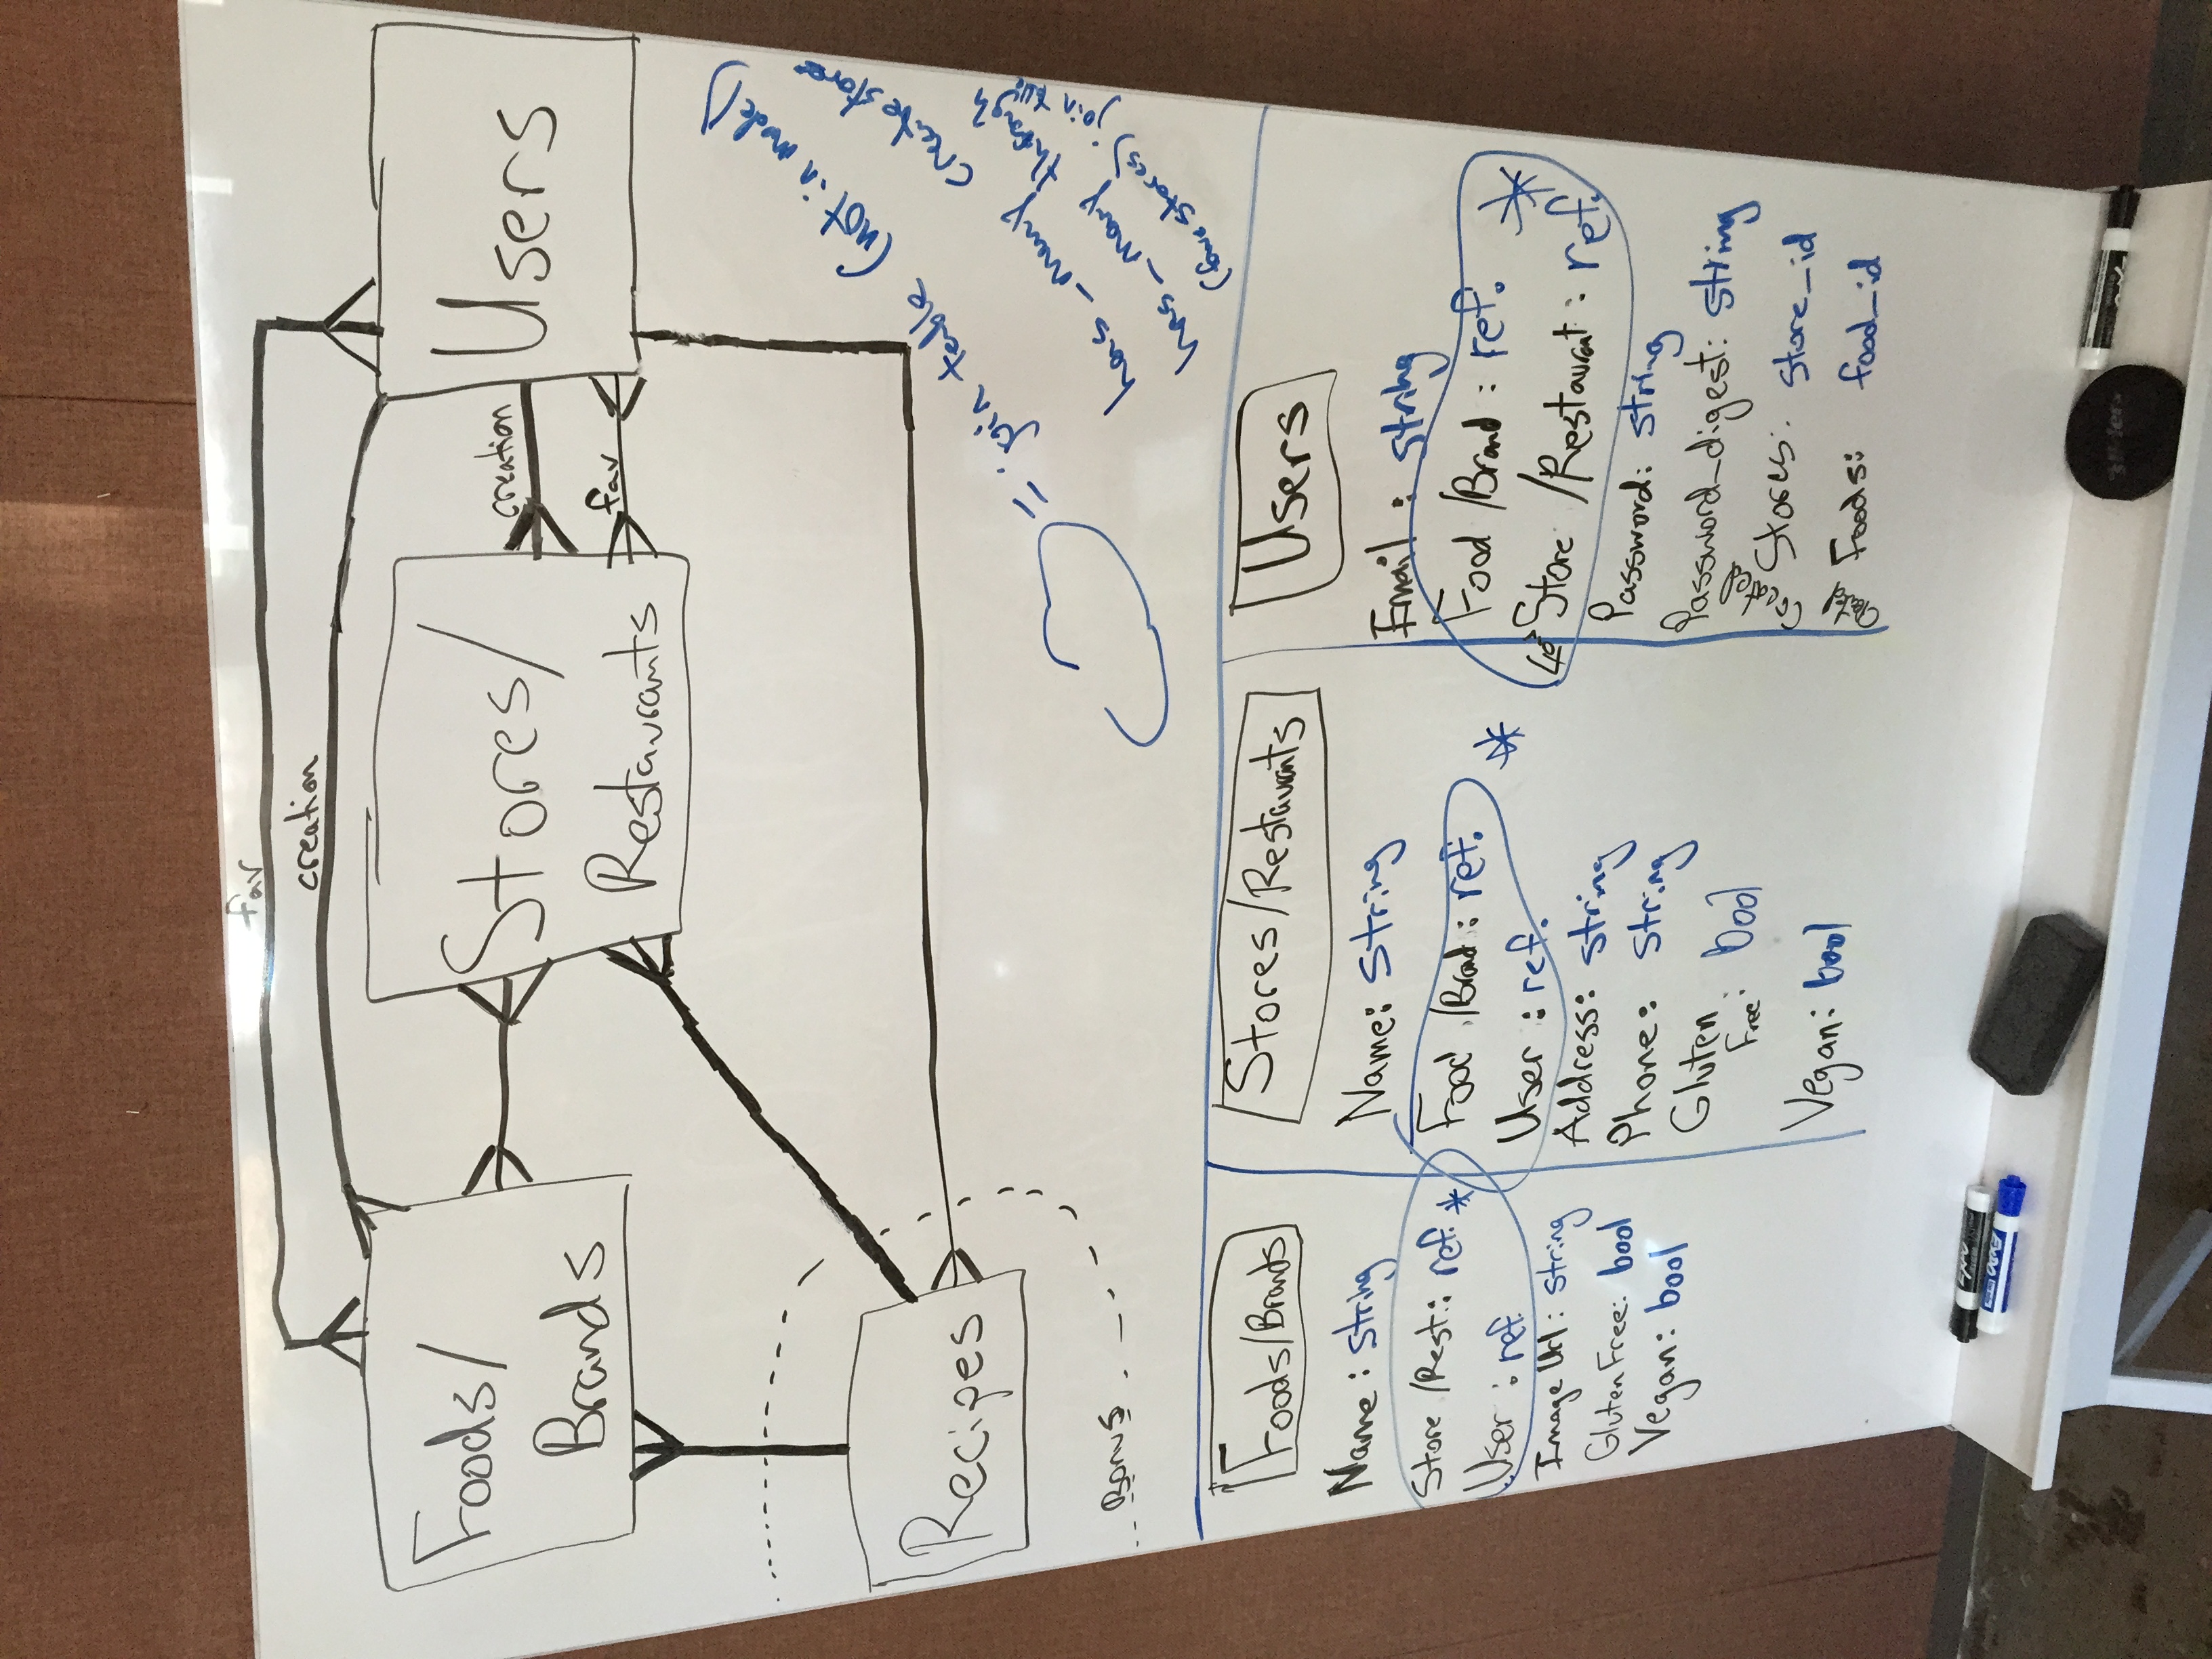 fav
creation
Foods/
Brands
Stores/
Restaurants
creation
fav
Users
Recipes
Bonus
= join table (not in model)
has_many create stores
has_many through
(fav. stores) join
Foods/Brands
Name: string
Store /Rest.: ref. *
User : ref.
Image Url: string
Gluten Free: bool
Vegan: bool
Stores/Restaurants
Name: string
Food /Brand: ref.
User : ref. *
Address: string
Phone: string
Gluten
Free: bool
Vegan: bool
Users
Email : string
Food /Brand : ref. *
Store /Restaurant : ref.
Password: string
Password_digest: string
Created Stores: store_id
Foods: food_id